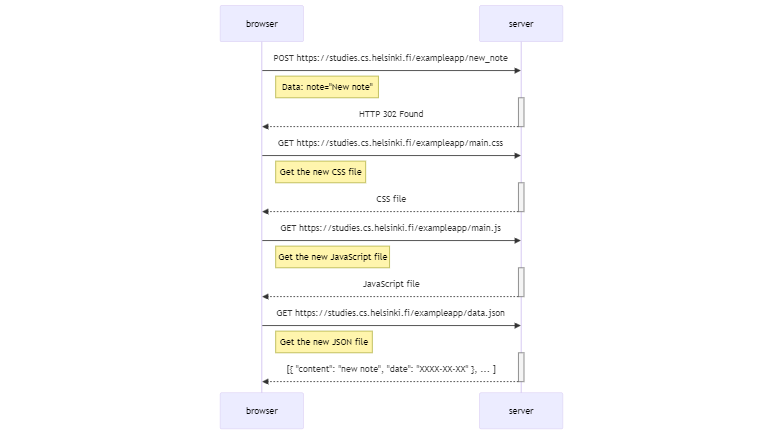 browser
server
POST https://studies.cs.helsinki.fi/exampleapp/new_note
Data: note="New note"
HTTP 302 Found
GET https://studies.cs.helsinki.fi/exampleapp/main.css
Get the new CSS file
CSS file
GET https://studies.cs.helsinki.fi/exampleapp/main.js
Get the new JavaScript file
JavaScript file
GET https://studies.cs.helsinki.fi/exampleapp/data.json
Get the new JSON file
[{ "content": "new note", "date": "XXXX-XX-XX" }, ... ]
browser
server